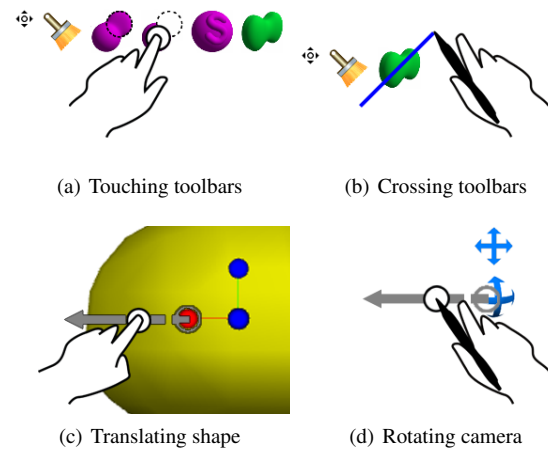 (a) Touching toolbars
(b) Crossing toolbars
(c) Translating shape
(d) Rotating camera